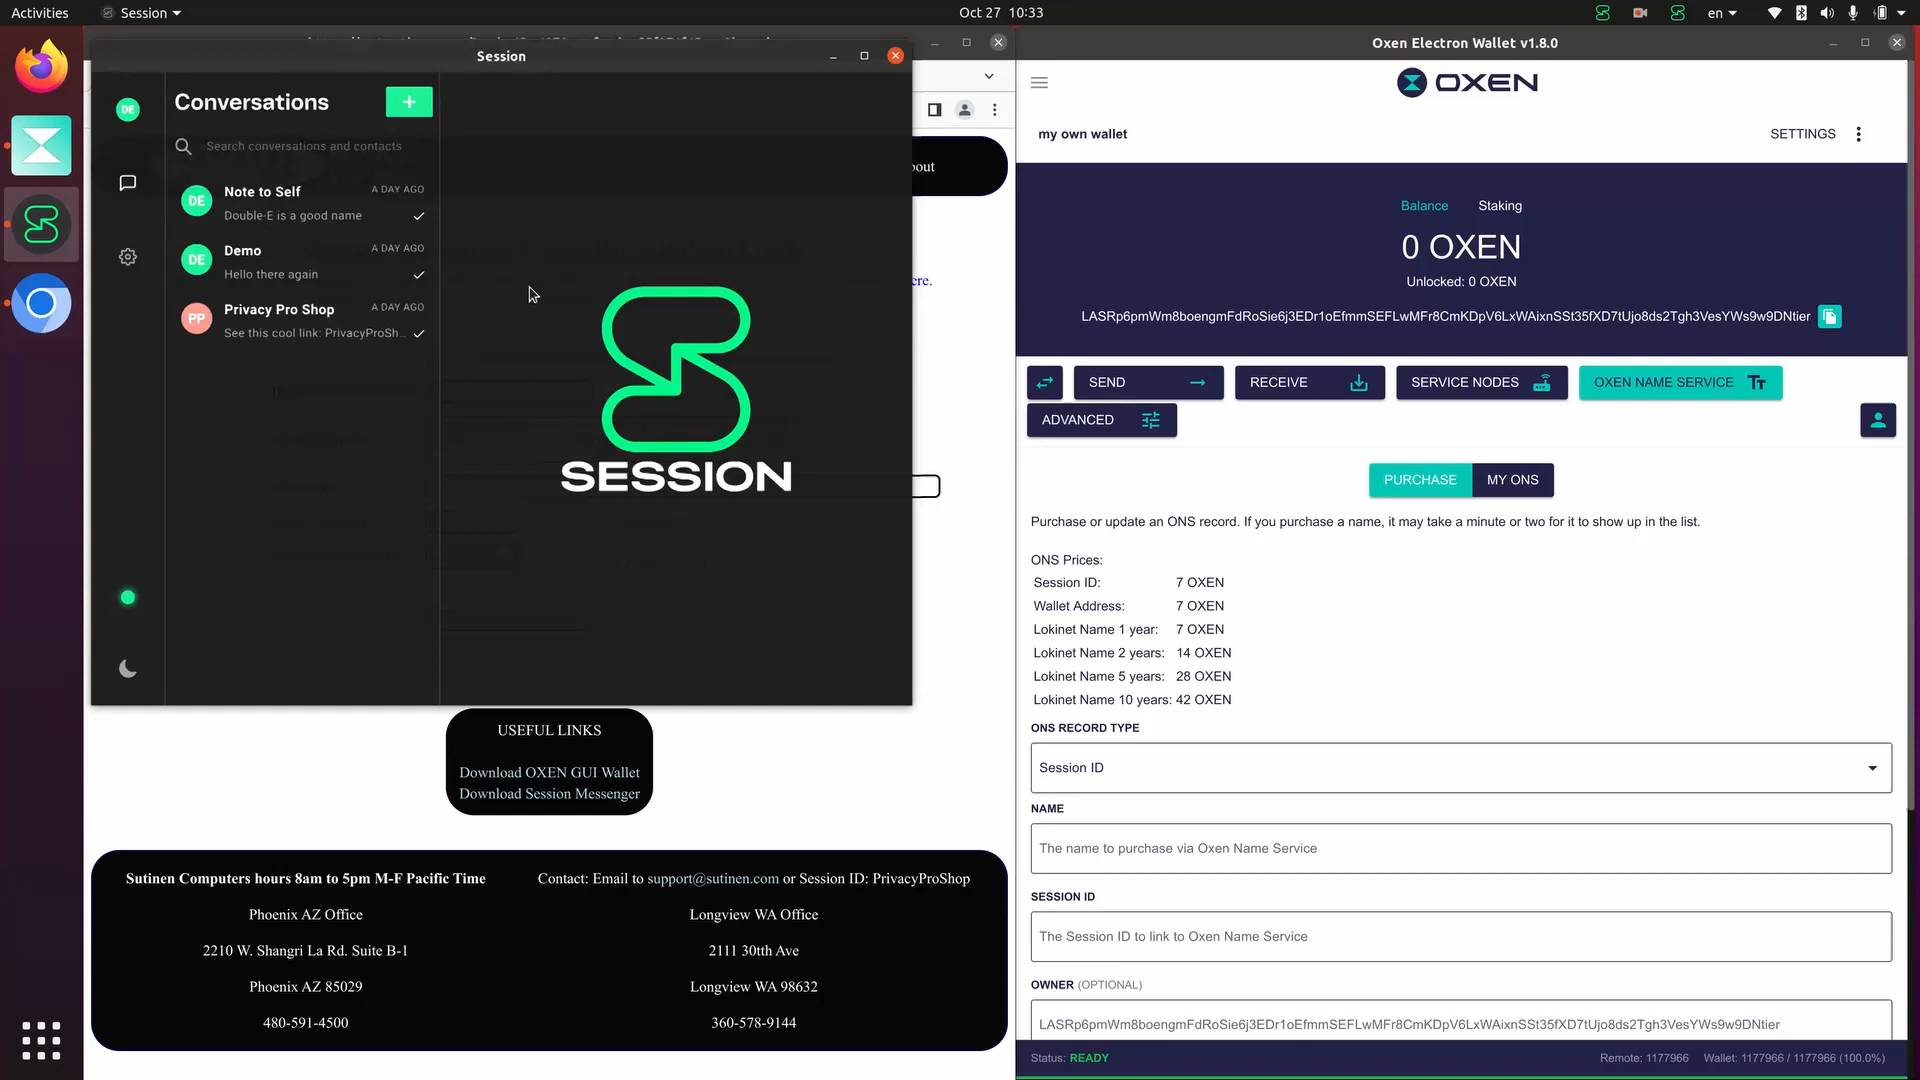 Activities
Session
Oct 27 10:33
en
Session
DE
Conversations
+
Search conversations and contacts
DE
Note to Self
A DAY AGO
Double-E is a good name
DE
Demo
A DAY AGO
Hello there again
PP
Privacy Pro Shop
A DAY AGO
See this cool link: PrivacyProSh...
SESSION
bout
ere.
USEFUL LINKS
Download OXEN GUI Wallet
Download Session Messenger
Sutinen Computers hours 8am to 5pm M-F Pacific Time
Contact: Email to support@sutinen.com or Session ID: PrivacyProShop
Phoenix AZ Office
Longview WA Office
2210 W. Shangri La Rd. Suite B-1
2111 30tth Ave
Phoenix AZ 85029
Longview WA 98632
480-591-4500
360-578-9144
Oxen Electron Wallet v1.8.0
OXEN
my own wallet
SETTINGS
Balance
Staking
0 OXEN
Unlocked: 0 OXEN
LASRp6pmWm8boengmFdRoSie6j3EDr1oEfmmSEFLwMFr8CmKDpV6LxWAixnSSt35fXD7tUjo8ds2Tgh3VesYWs9w9DNtier
SEND
RECEIVE
SERVICE NODES
OXEN NAME SERVICE
ADVANCED
PURCHASE
MY ONS
Purchase or update an ONS record. If you purchase a name, it may take a minute or two for it to show up in the list.
ONS Prices:
Session ID: 7 OXEN
Wallet Address: 7 OXEN
Lokinet Name 1 year: 7 OXEN
Lokinet Name 2 years: 14 OXEN
Lokinet Name 5 years: 28 OXEN
Lokinet Name 10 years: 42 OXEN
ONS RECORD TYPE
Session ID
NAME
The name to purchase via Oxen Name Service
SESSION ID
The Session ID to link to Oxen Name Service
OWNER (OPTIONAL)
LASRp6pmWm8boengmFdRoSie6j3EDr1oEfmmSEFLwMFr8CmKDpV6LxWAixnSSt35fXD7tUjo8ds2Tgh3VesYWs9w9DNtier
Status: READY
Remote: 1177966
Wallet: 1177966 / 1177966 (100.0%)